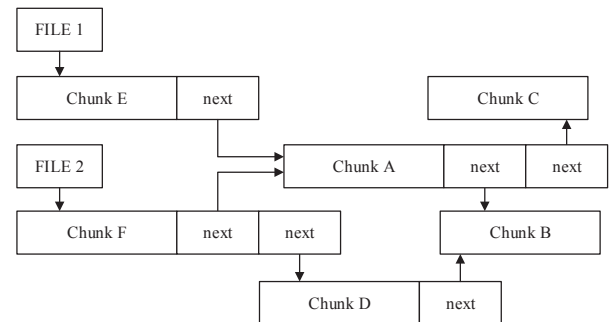 FILE 1
Chunk E next
Chunk C
FILE 2
Chunk A next next
Chunk F next next
Chunk B
Chunk D next